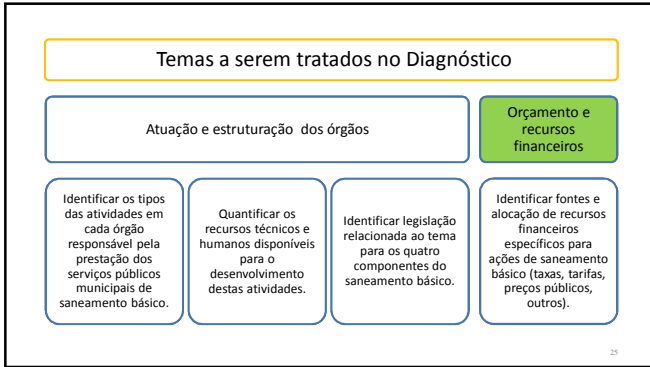 Temas a serem tratados no Diagnóstico
Atuação e estruturação dos órgãos
Orçamento e
recursos
financeiros
Identificar os tipos
das atividades em
cada órgão
responsável pela
prestação dos
serviços públicos
municipais de
saneamento básico.
Quantificar os
recursos técnicos e
humanos disponíveis
para o
desenvolvimento
destas atividades.
Identificar legislação
relacionada ao tema
para os quatro
componentes do
saneamento básico.
Identificar fontes e
alocação de recursos
financeiros
específicos para
ações de saneamento
básico (taxas, tarifas,
preços públicos,
outros).
25